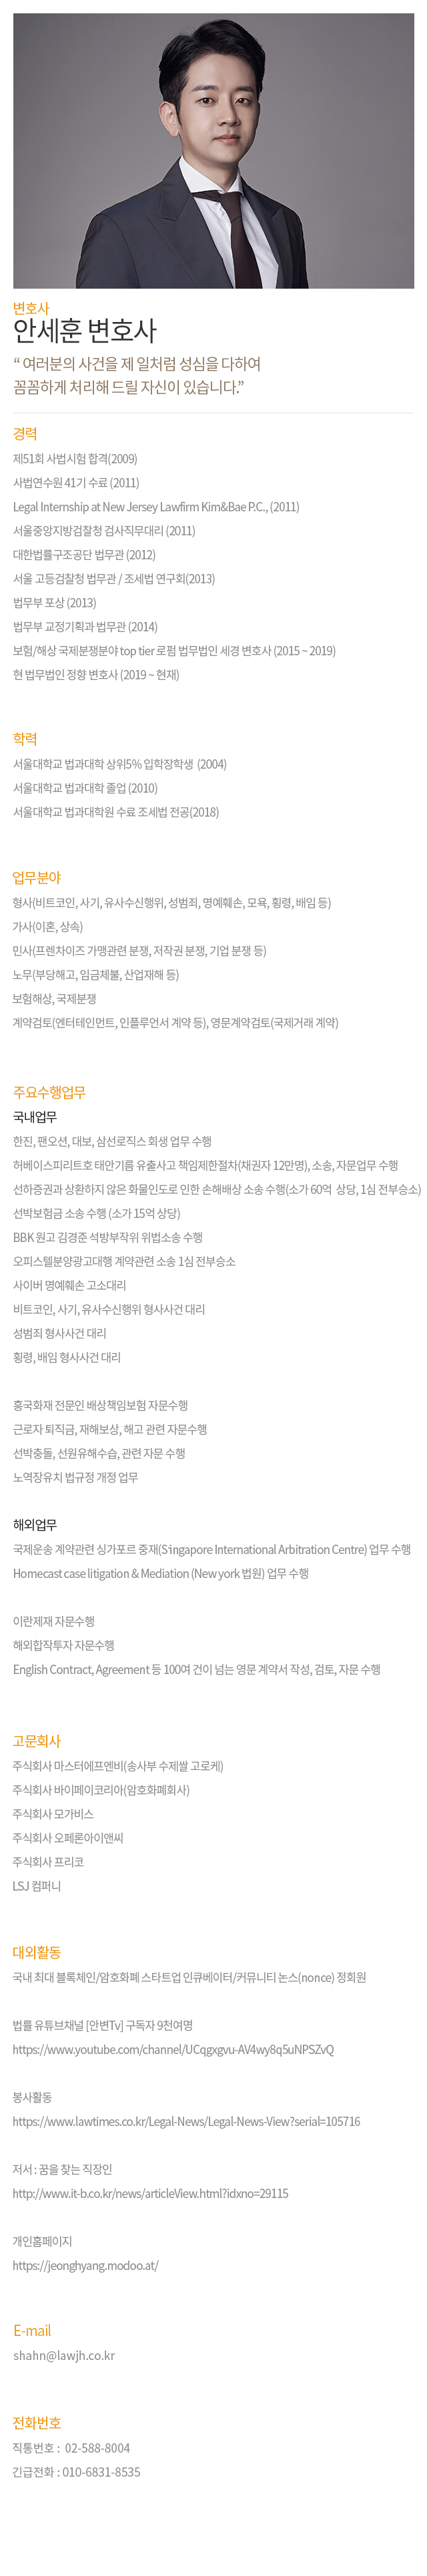 변호사
안세훈 변호사
“ 여러분의 사건을 제 일처럼 성심을 다하여
꼼꼼하게 처리해 드릴 자신이 있습니다.”
경력
제51회 사법시험 합격(2009)
사법연수원 41기 수료 (2011)
Legal Internship at New Jersey Lawfirm Kim&Bae P.C., (2011)
서울중앙지방검찰청 검사직무대리 (2011)
대한법률구조공단 법무관 (2012)
서울 고등검찰청 법무관 / 조세법 연구회(2013)
법무부 포상 (2013)
법무부 교정기획과 법무관 (2014)
보험/해상 국제분쟁분야 top tier 로펌 법무법인 세경 변호사 (2015 ~ 2019)
현 법무법인 정향 변호사 (2019 ~ 현재)
학력
서울대학교 법과대학 상위5% 입학장학생 (2004)
서울대학교 법과대학 졸업 (2010)
서울대학교 법과대학원 수료 조세법 전공(2018)
업무분야
형사(비트코인, 사기, 유사수신행위, 성범죄, 명예훼손, 모욕, 횡령, 배임 등)
가사(이혼, 상속)
민사(프렌차이즈 가맹관련 분쟁, 저작권 분쟁, 기업 분쟁 등)
노무(부당해고, 임금체불, 산업재해 등)
보험해상, 국제분쟁
계약검토(엔터테인먼트, 인플루언서 계약 등), 영문계약검토(국제거래 계약)
주요수행업무
국내업무
한진, 팬오션, 대보, 삼선로직스 회생 업무 수행
허베이스피리트호 태안기름 유출사고 책임제한절차(채권자 12만명), 소송, 자문업무 수행
선하증권과 상환하지 않은 화물인도로 인한 손해배상 소송 수행(소가 60억 상당, 1심 전부승소)
선박보험금 소송 수행 (소가 15억 상당)
BBK 원고 김경준 석방부작위 위법소송 수행
오피스텔분양광고대행 계약관련 소송 1심 전부승소
사이버 명예훼손 고소대리
비트코인, 사기, 유사수신행위 형사사건 대리
성범죄 형사사건 대리
횡령, 배임 형사사건 대리
흥국화재 전문인 배상책임보험 자문수행
근로자 퇴직금, 재해보상, 해고 관련 자문수행
선박충돌, 선원유해수습, 관련 자문 수행
노역장유치 법규정 개정 업무
해외업무
국제운송 계약관련 싱가포르 중재(Singapore International Arbitration Centre) 업무 수행
Homecast case litigation & Mediation (New york 법원) 업무 수행
이란제재 자문수행
해외합작투자 자문수행
English Contract, Agreement 등 100여 건이 넘는 영문 계약서 작성, 검토, 자문 수행
고문회사
주식회사 마스터에프엔비(송사부 수제쌀 고로케)
주식회사 바이페이코리아(암호화폐회사)
주식회사 모가비스
주식회사 오페론아이앤씨
주식회사 프리코
LSJ 컴퍼니
대외활동
국내 최대 블록체인/암호화폐 스타트업 인큐베이터/커뮤니티 논스(nonce) 정회원
법률 유튜브채널 [안변Tv] 구독자 9천여명
https://www.youtube.com/channel/UCqgxgvu-AV4wy8q5uNPSZvQ
봉사활동
https://www.lawtimes.co.kr/Legal-News/Legal-News-View?serial=105716
저서 : 꿈을 찾는 직장인
http://www.it-b.co.kr/news/articleView.html?idxno=29115
개인홈페이지
https://jeonghyang.modoo.at/
E-mail
shahn@lawjh.co.kr
전화번호
직통번호 : 02-588-8004
긴급전화 : 010-6831-8535